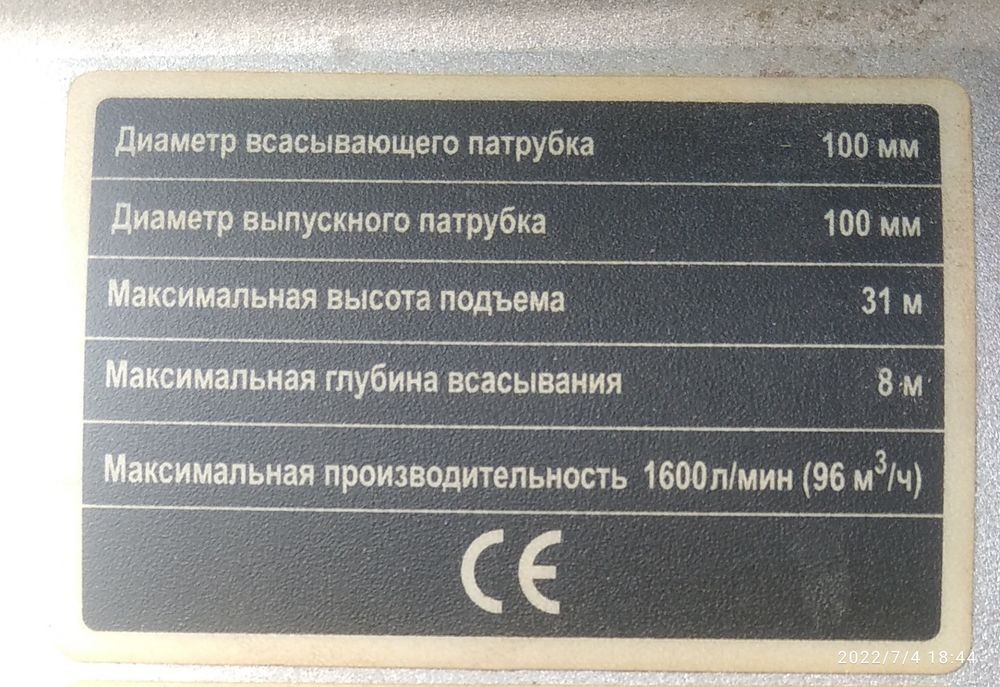 Диаметр всасывающего патрубка 100 мм
Диаметр выпускного патрубка 100 мм
Максимальная высота подъема 31 м
Максимальная глубина всасывания 8 м
Максимальная производительность 1600л/мин (96 м³/ч)
CE
2022/7/4 18:44